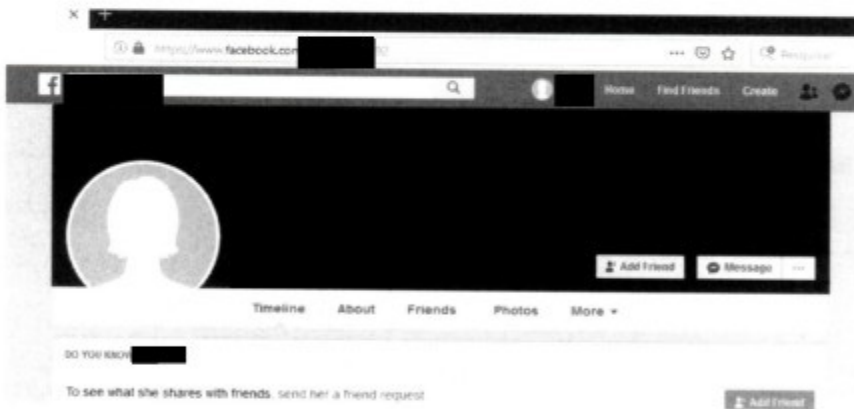 https://www.facebook.com
f Home Find Friends Create
Add Friend Message ...
Timeline About Friends Photos More
DO YOU KNOW
To see what she shares with friends, send her a friend request
Add Friend